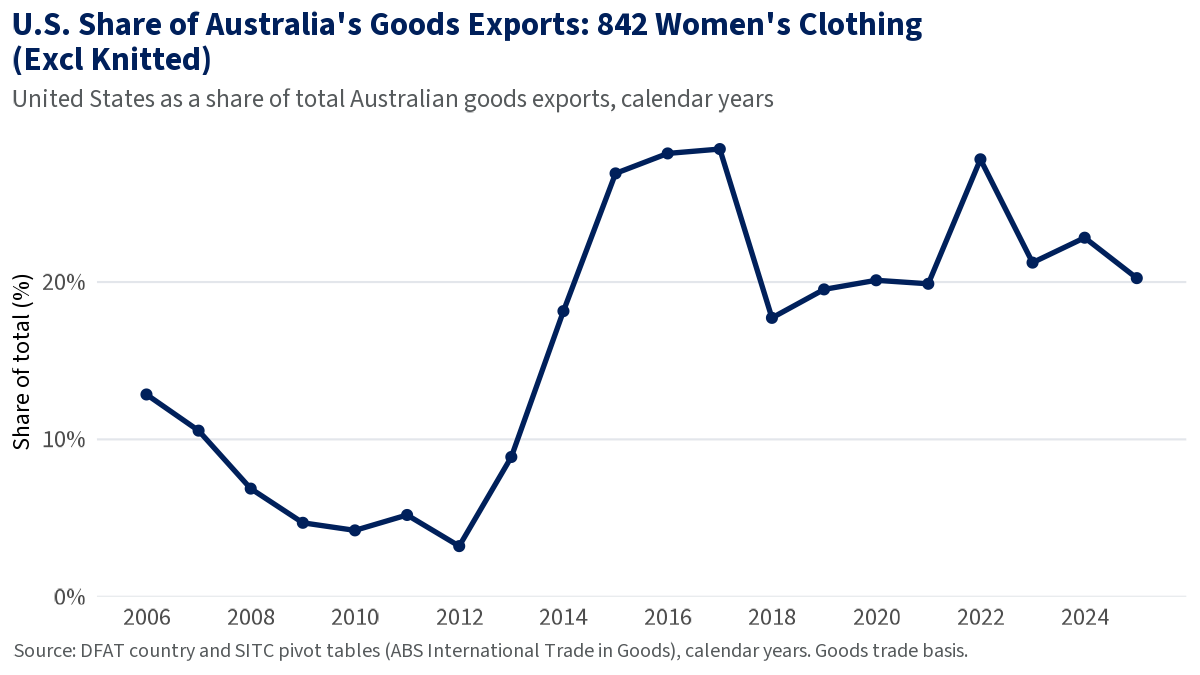 U.S. Share of Australia's Goods Exports: 842 Women's Clothing
(Excl Knitted)
United States as a share of total Australian goods exports, calendar years
Share of total (%)
20%
10%
0%
2006 2008 2010 2012 2014 2016 2018 2020 2022 2024
Source: DFAT country and SITC pivot tables (ABS International Trade in Goods), calendar years. Goods trade basis.